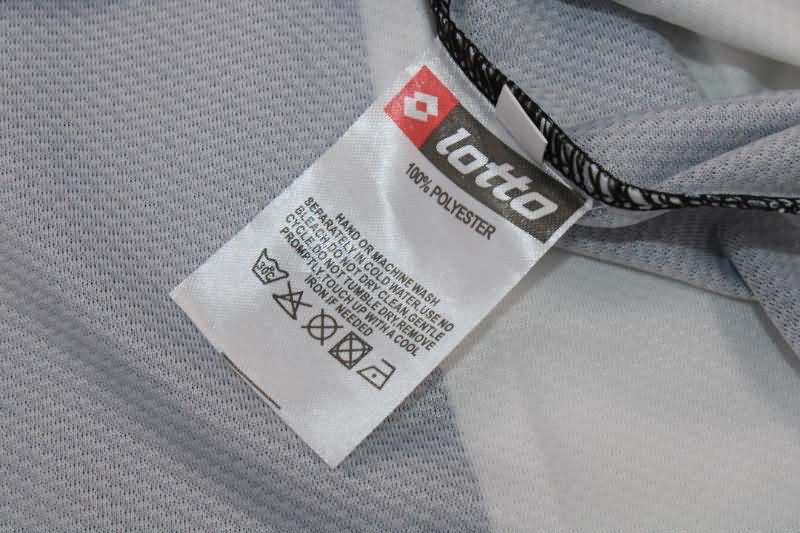 lotto
100% POLYESTER
HAND OR MACHINE WASH
SEPARATELY IN COLD WATER, USE NO
BLEACH.DO NOT DRY CLEAN,GENTLE
CYCLE.DO NOT TUMBLE DRY,REMOVE
PROMPTLY,TOUCH UP WITH A COOL
IRON IF NEEDED
30°C